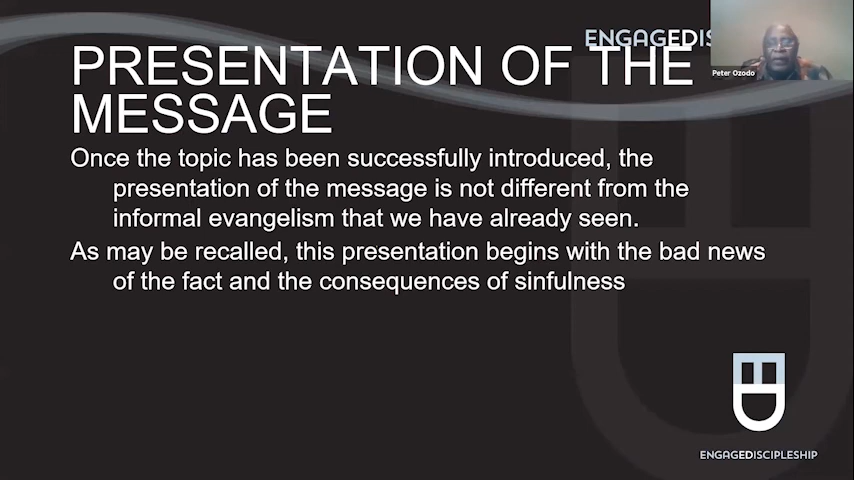 ENGAGEDIS
Peter Ozodo
PRESENTATION OF THE
MESSAGE
Once the topic has been successfully introduced, the
presentation of the message is not different from the
informal evangelism that we have already seen.
As may be recalled, this presentation begins with the bad news
of the fact and the consequences of sinfulness
ENGAGEDISCIPLESHIP